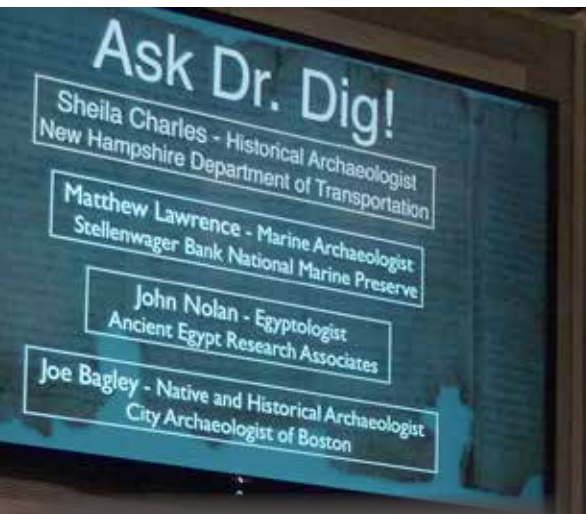 Ask Dr. Dig!
Sheila Charles - Historical Archaeologist
New Hampshire Department of Transportation
Matthew Lawrence - Marine Archaeologist
Stellenwager Bank National Marine Preserve
John Nolan - Egyptologist
Ancient Egypt Research Associates
Joe Bagley - Native and Historical Archaeologist
City Archaeologist of Boston